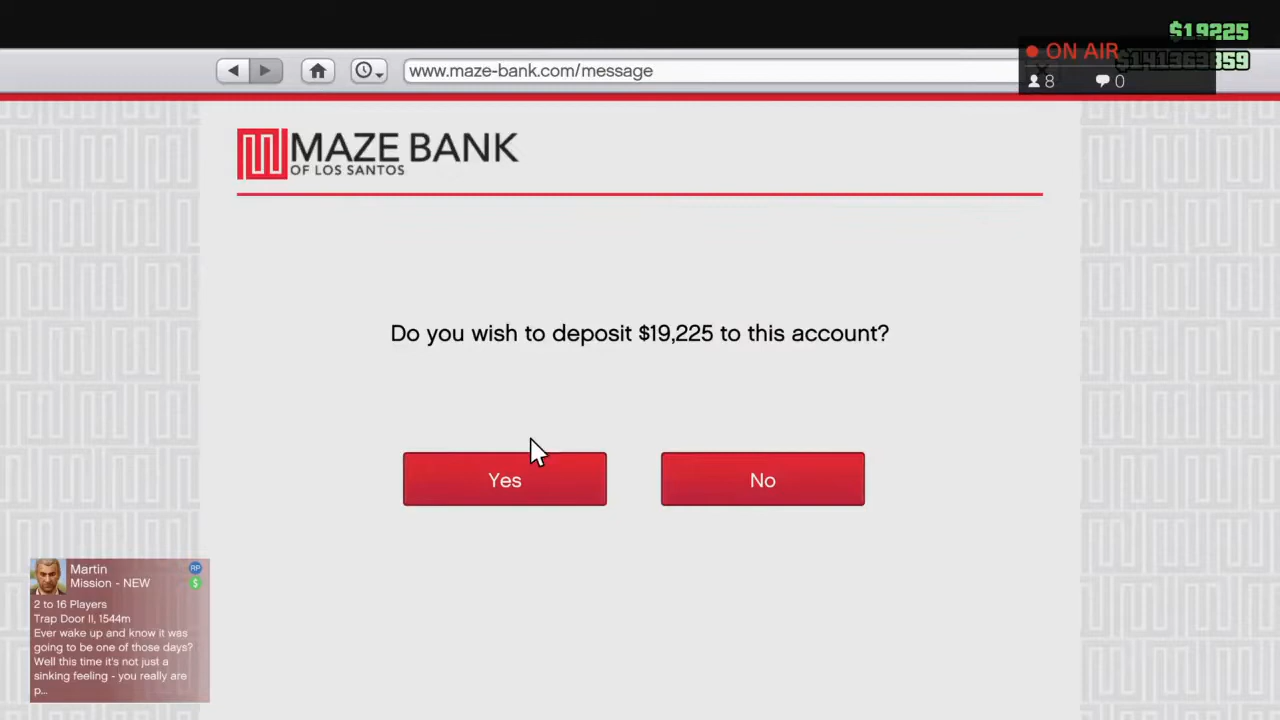 $19225
ON AIR
$141363859
8
0
www.maze-bank.com/message
MAZE BANK
OF LOS SANTOS
Do you wish to deposit $19,225 to this account?
Yes
No
Martin
RP
Mission - NEW
$
2 to 16 Players
Trap Door II, 1544m
Ever wake up and know it was
going to be one of those days?
Well this time it's not just a
sinking feeling - you really are
p...